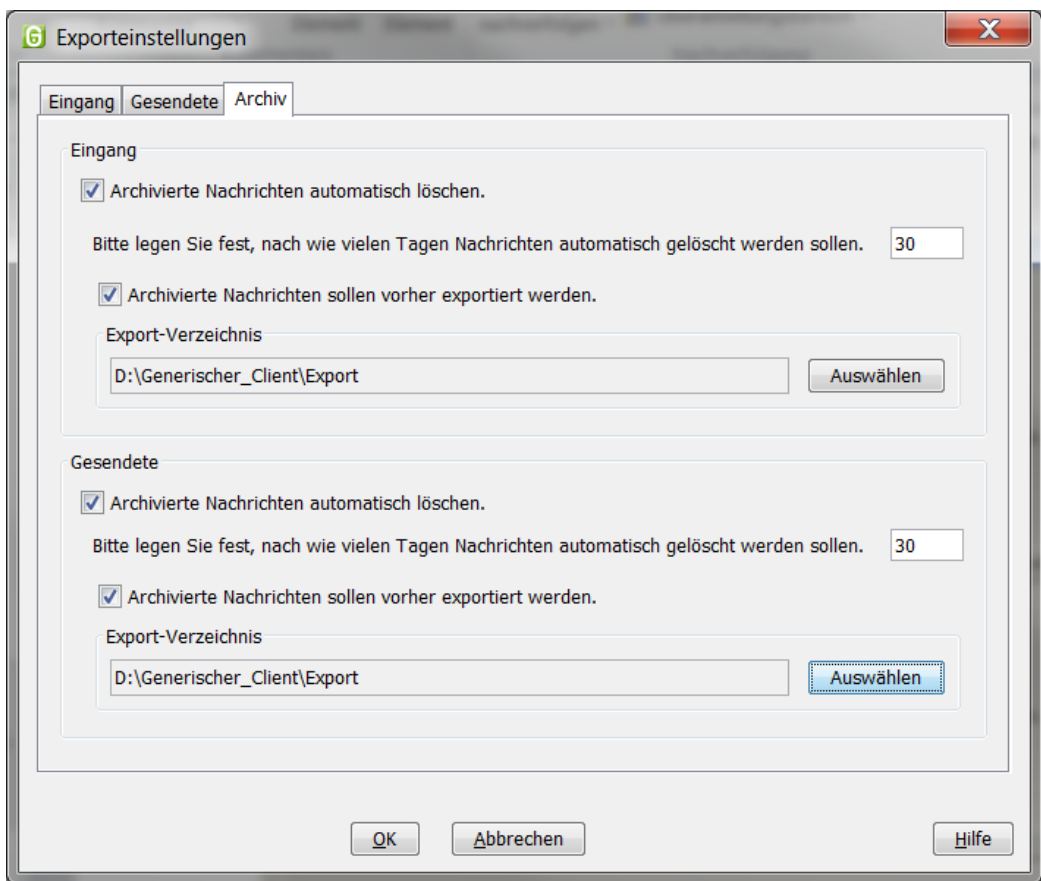 Exporteinstellungen
Eingang Gesendete Archiv
Eingang
Archivierte Nachrichten automatisch löschen.
Bitte legen Sie fest, nach wie vielen Tagen Nachrichten automatisch gelöscht werden sollen. 30
Archivierte Nachrichten sollen vorher exportiert werden.
Export-Verzeichnis
D:\Generischer_Client\Export Auswählen
Gesendete
Archivierte Nachrichten automatisch löschen.
Bitte legen Sie fest, nach wie vielen Tagen Nachrichten automatisch gelöscht werden sollen. 30
Archivierte Nachrichten sollen vorher exportiert werden.
Export-Verzeichnis
D:\Generischer_Client\Export Auswählen
OK Abbrechen Hilfe